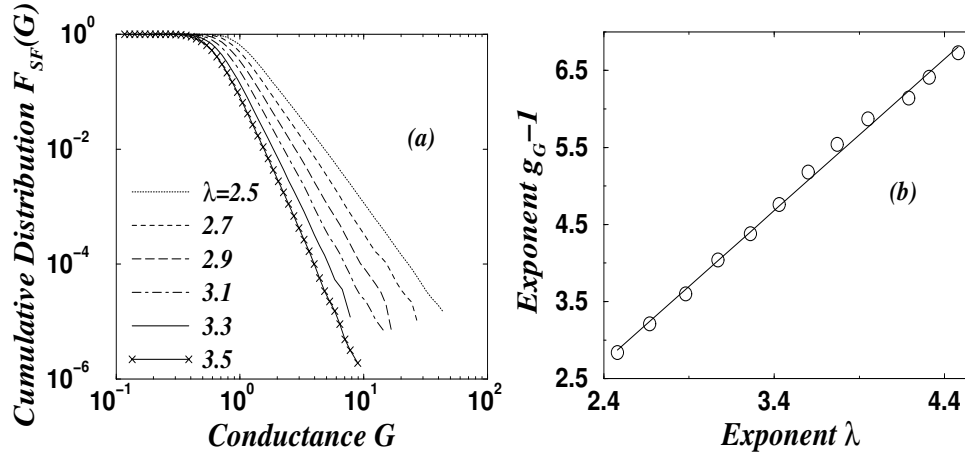 Cumulative Distribution F_SF(G)
10^0
10^-2
10^-4
10^-6
(a)
λ=2.5
2.7
2.9
3.1
3.3
3.5
10^-1 10^0 10^1 10^2
Conductance G
Exponent g_G−1
6.5
5.5
4.5
3.5
2.5
(b)
2.4 3.4 4.4
Exponent λ